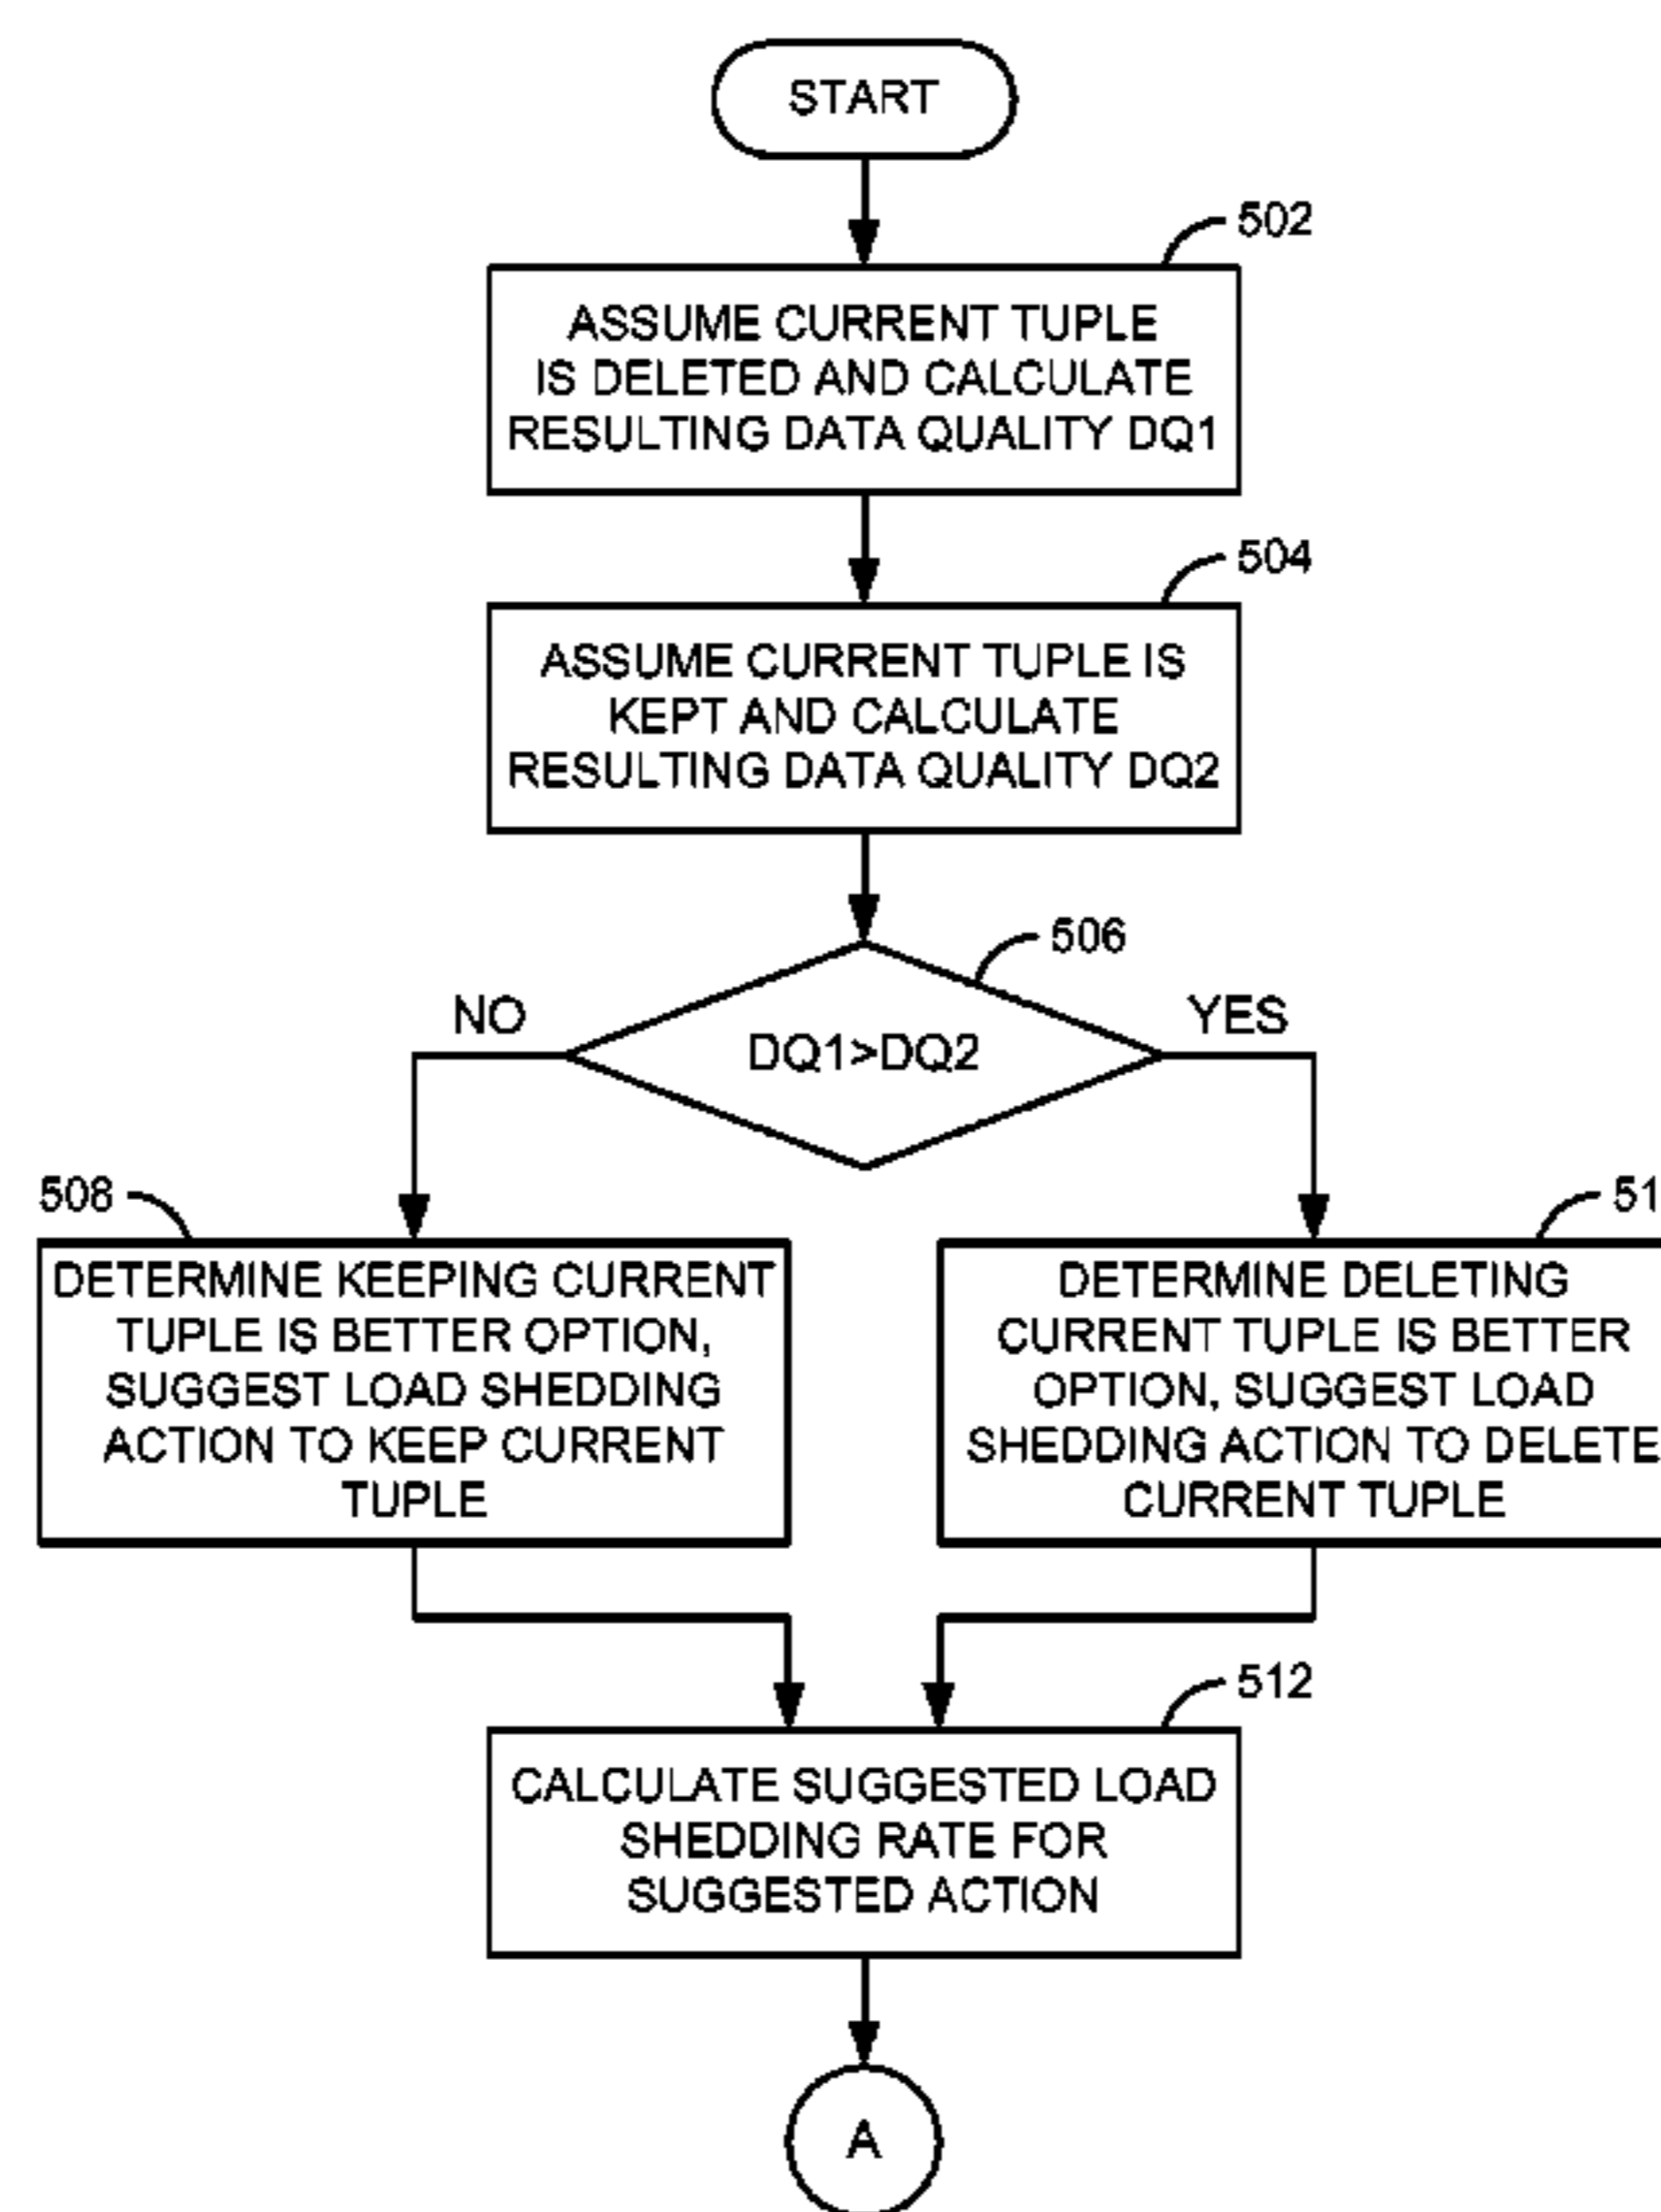 START
502
ASSUME CURRENT TUPLE
IS DELETED AND CALCULATE
RESULTING DATA QUALITY DQ1
504
ASSUME CURRENT TUPLE IS
KEPT AND CALCULATE
RESULTING DATA QUALITY DQ2
506
NO
YES
DQ1>DQ2
508
DETERMINE KEEPING CURRENT
TUPLE IS BETTER OPTION,
SUGGEST LOAD SHEDDING
ACTION TO KEEP CURRENT
TUPLE
51
DETERMINE DELETING
CURRENT TUPLE IS BETTER
OPTION, SUGGEST LOAD
SHEDDING ACTION TO DELETE
CURRENT TUPLE
512
CALCULATE SUGGESTED LOAD
SHEDDING RATE FOR
SUGGESTED ACTION
A